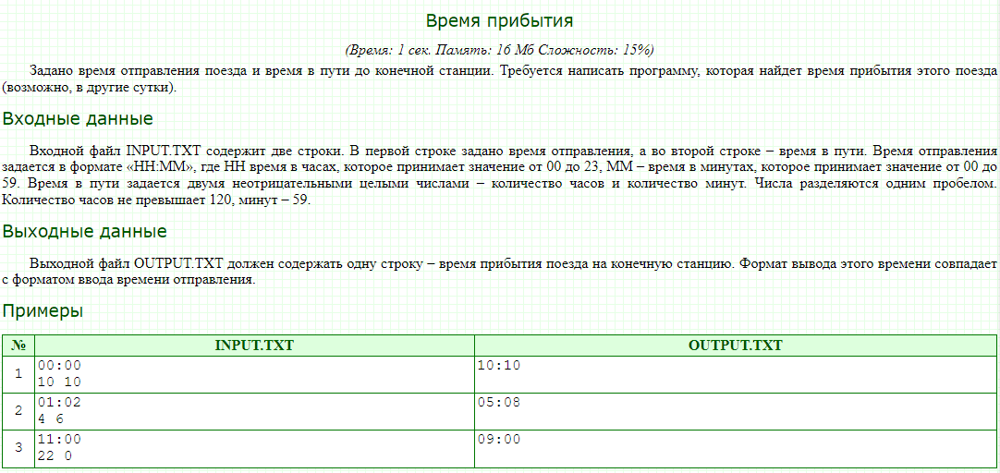 Время прибытия
(Время: 1 сек. Память: 16 Мб Сложность: 15%)
Задано время отправления поезда и время в пути до конечной станции. Требуется написать программу, которая найдет время прибытия этого поезда
(возможно, в другие сутки).
Входные данные
Входной файл INPUT.TXT содержит две строки. В первой строке задано время отправления, а во второй строке – время в пути. Время отправления
задается в формате «HH:MM», где HH время в часах, которое принимает значение от 00 до 23, ММ – время в минутах, которое принимает значение от 00 до
59. Время в пути задается двумя неотрицательными целыми числами – количество часов и количество минут. Числа разделяются одним пробелом.
Количество часов не превышает 120, минут – 59.
Выходные данные
Выходной файл OUTPUT.TXT должен содержать одну строку – время прибытия поезда на конечную станцию. Формат вывода этого времени совпадает
с форматом ввода времени отправления.
Примеры
№ INPUT.TXT OUTPUT.TXT
1 00:00 10:10
10 10
2 01:02 05:08
4 6
3 11:00 09:00
22 0